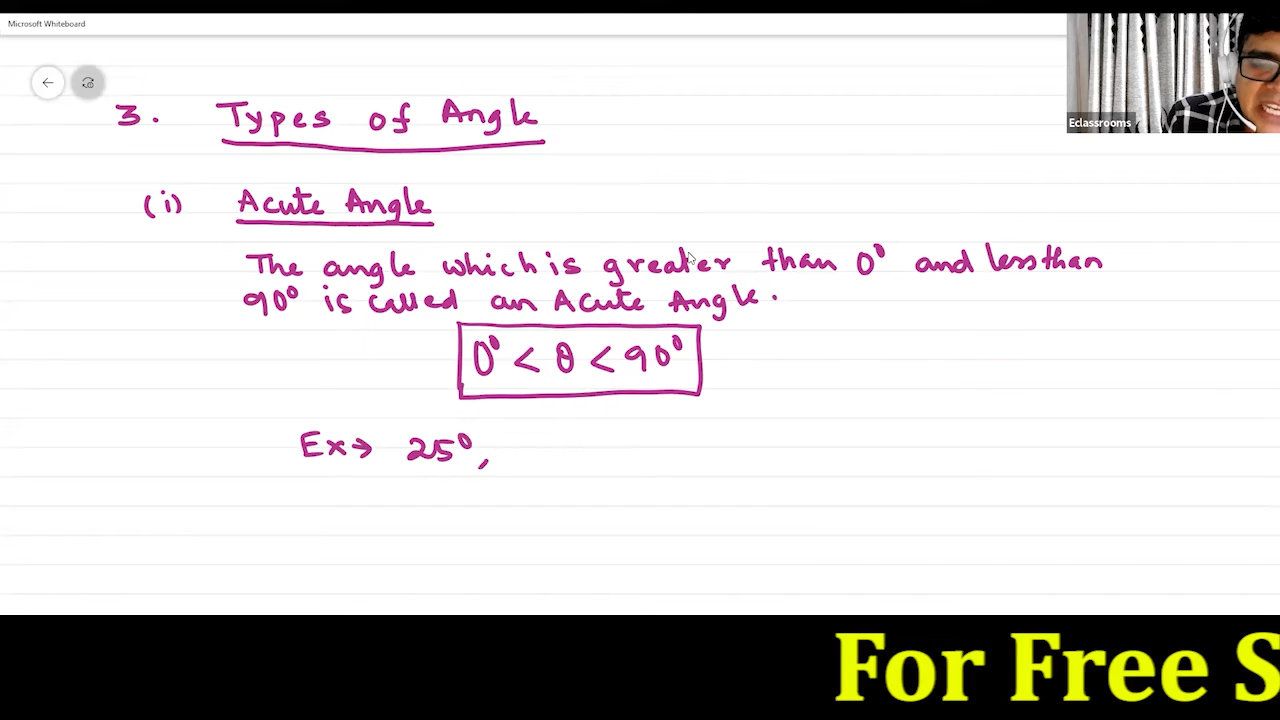 Microsoft Whiteboard
Eclassrooms
3. Types of Angle
(i) Acute Angle
The angle which is greater than 0° and less than
90° is called an Acute Angle.
0° < θ < 90°
Ex→ 25°,
For Free S